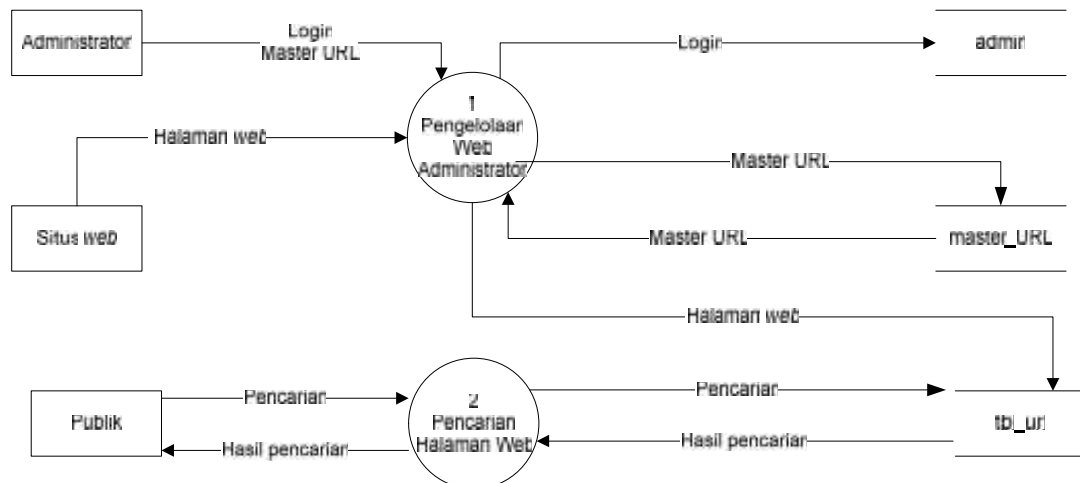 Administrator
Login
Master URL
Login
admin
1
Pengelolaan
Web
Administrator
Halaman web
Master URL
Situs web
Master URL
master_URL
Halaman web
Publik
Pencarian
2
Pencarian
Halaman Web
Pencarian
tbl_url
Hasil pencarian
Hasil pencarian